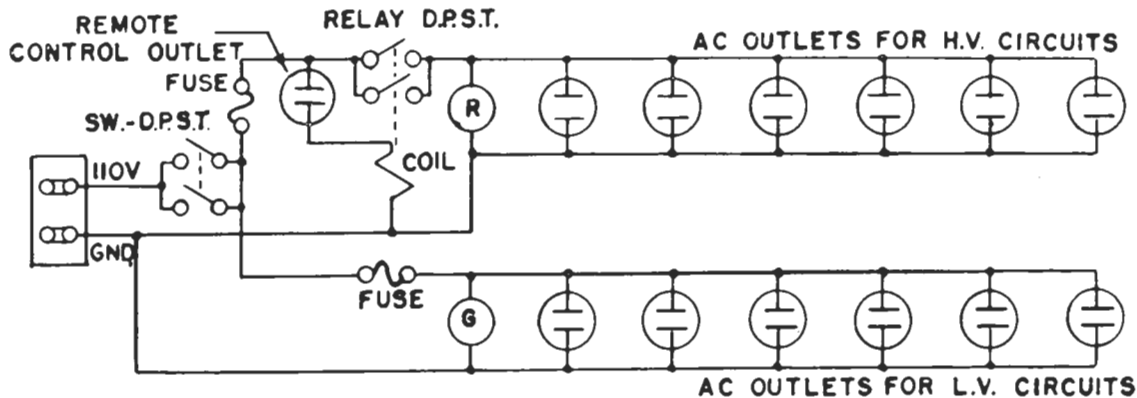 REMOTE
CONTROL OUTLET
RELAY D.P.S.T.
AC OUTLETS FOR H.V. CIRCUITS
FUSE
SW.-D.P.S.T.
R
110V
COIL
GND
FUSE
G
AC OUTLETS FOR L.V. CIRCUITS